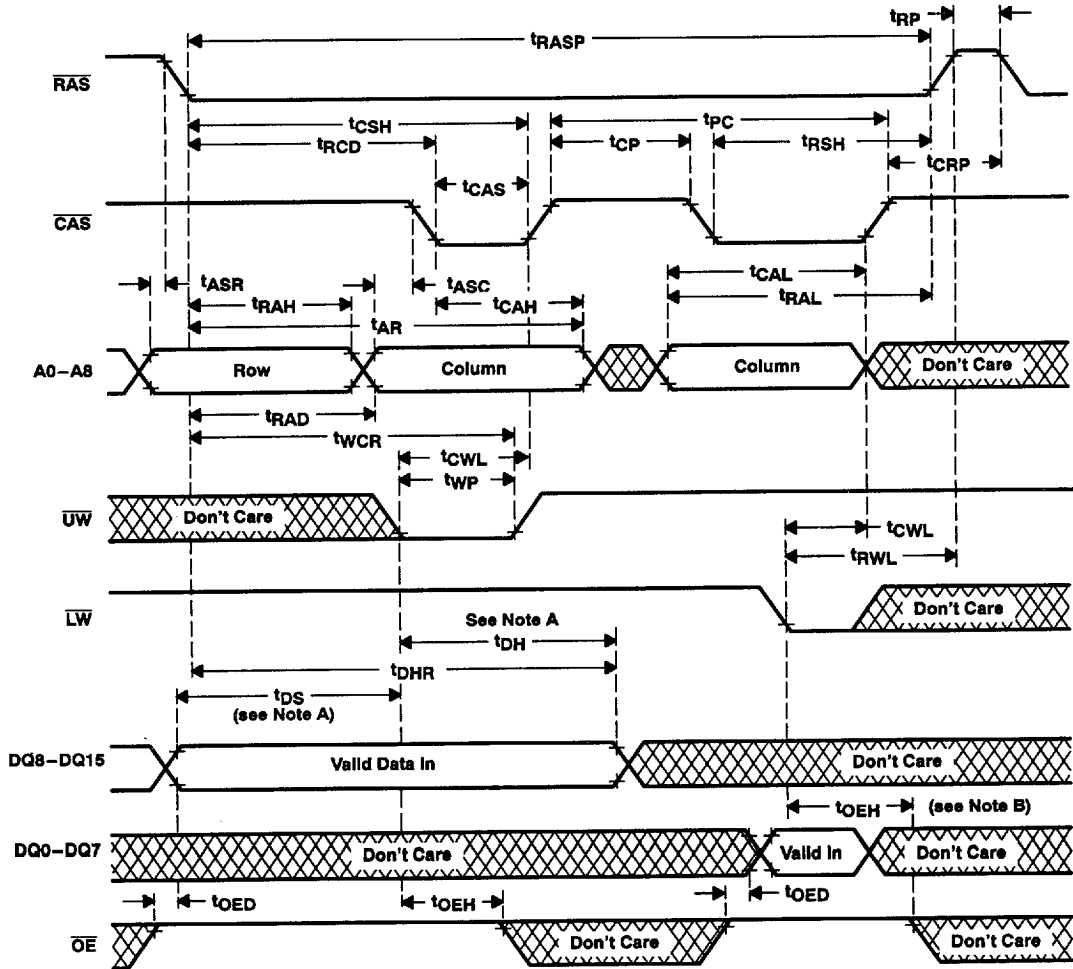 tRP
tRASP
RAS
tCSH
tPC
tRCD
tCP
tRSH
tCRP
tCAS
CAS
tASR
tASC
tCAL
tRAH
tCAH
tRAL
tAR
A0–A8
Row
Column
Column
Don't Care
tRAD
tWCR
tCWL
tWP
UW
Don't Care
tCWL
tRWL
LW
Don't Care
See Note A
tDH
tDHR
tDS
(see Note A)
DQ8–DQ15
Valid Data In
Don't Care
tOEH
(see Note B)
DQ0–DQ7
Don't Care
Valid In
Don't Care
tOED
tOEH
tOED
OE
Don't Care
Don't Care